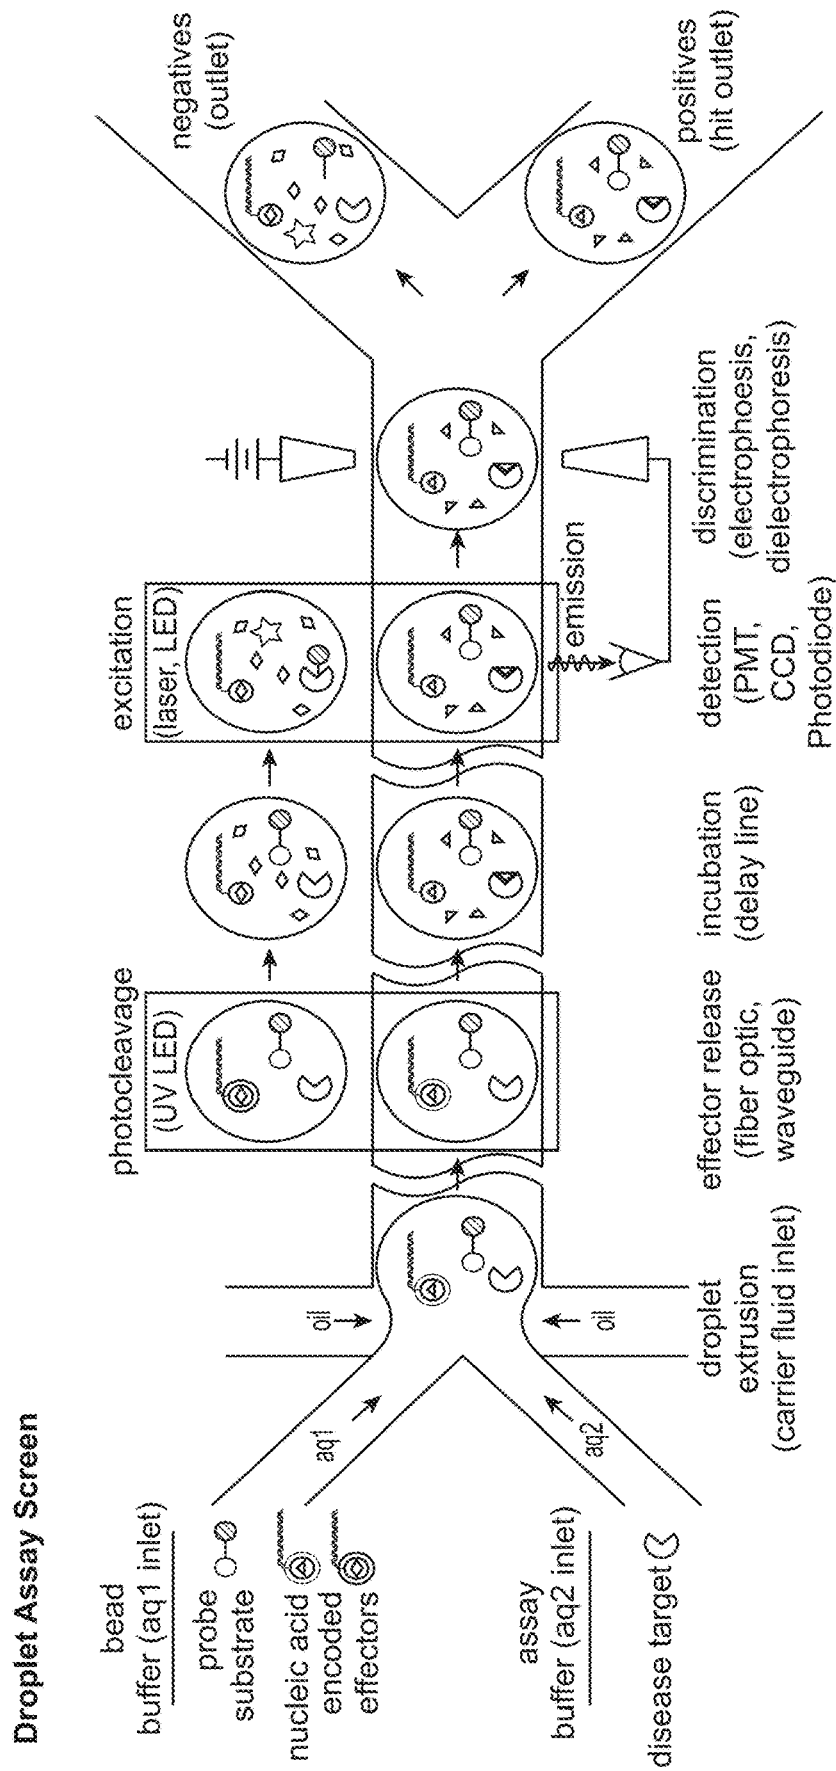 Droplet Assay Screen
bead
buffer (aq1 inlet)
probe
substrate
nucleic acid
encoded
effectors
assay
buffer (aq2 inlet)
disease target
aq1
aq2
oil
oil
droplet
extrusion
(carrier fluid inlet)
photocleavage
(UV LED)
effector release
(fiber optic,
waveguide)
incubation
(delay line)
excitation
(laser, LED)
emission
detection
(PMT,
CCD,
Photodiode)
discrimination
(electrophoesis,
dielectrophoresis)
negatives
(outlet)
positives
(hit outlet)